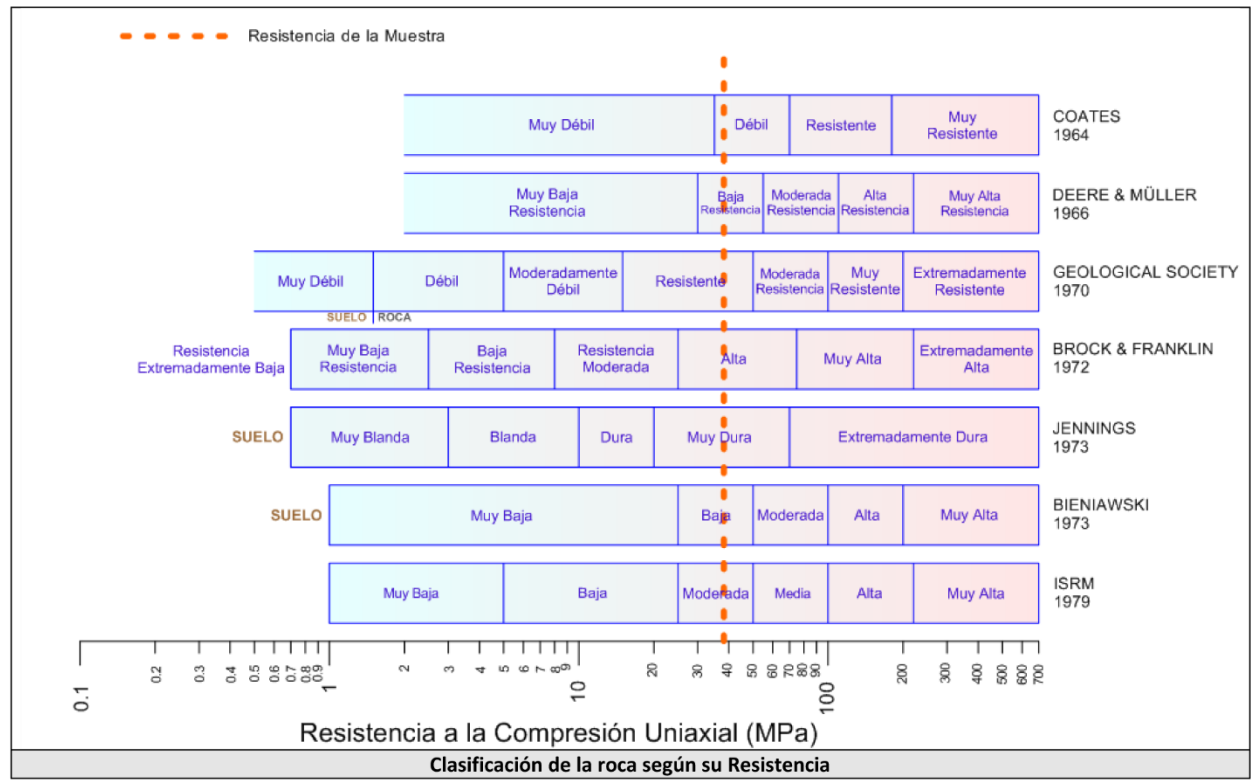 Resistencia de la Muestra
Muy Débil
Débil
Resistente
Muy
Resistente
COATES
1964
Muy Baja
Resistencia
Baja
Resistencia
Moderada
Resistencia
Alta
Resistencia
Muy Alta
Resistencia
DEERE & MÜLLER
1966
Muy Débil
Débil
Moderadamente
Débil
Resistente
Moderada
Resistencia
Muy
Resistente
Extremadamente
Resistente
GEOLOGICAL SOCIETY
1970
SUELO
ROCA
Resistencia
Extremadamente Baja
Muy Baja
Resistencia
Baja
Resistencia
Resistencia
Moderada
Alta
Muy Alta
Extremadamente
Alta
BROCK & FRANKLIN
1972
SUELO
Muy Blanda
Blanda
Dura
Muy Dura
Extremadamente Dura
JENNINGS
1973
SUELO
Muy Baja
Baja
Moderada
Alta
Muy Alta
BIENIAWSKI
1973
Muy Baja
Baja
Moderada
Media
Alta
Muy Alta
ISRM
1979
0.1
0.2
0.3
0.4
0.5
0.6
0.7
0.8
0.9
1
2
3
4
5
6
7
8
9
10
20
30
40
50
60
70
80
90
100
200
300
400
500
600
700
Resistencia a la Compresión Uniaxial (MPa)
Clasificación de la roca según su Resistencia